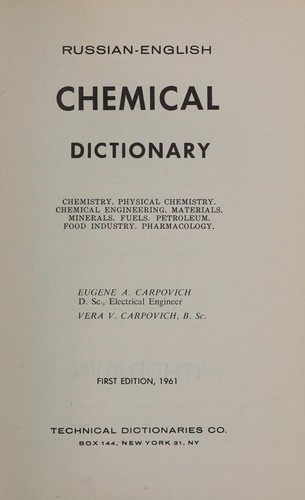 RUSSIAN-ENGLISH
CHEMICAL
DICTIONARY
CHEMISTRY. PHYSICAL CHEMISTRY.
CHEMICAL ENGINEERING. MATERIALS.
MINERALS. FUELS. PETROLEUM.
FOOD INDUSTRY. PHARMACOLOGY.
EUGENE A. CARPOVICH
D. Sc., Electrical Engineer
VERA V. CARPOVICH, B. Sc.
WITHDRAWN
FIRST EDITION, 1961
TECHNICAL DICTIONARIES CO.
BOX 144, NEW YORK 31, NY